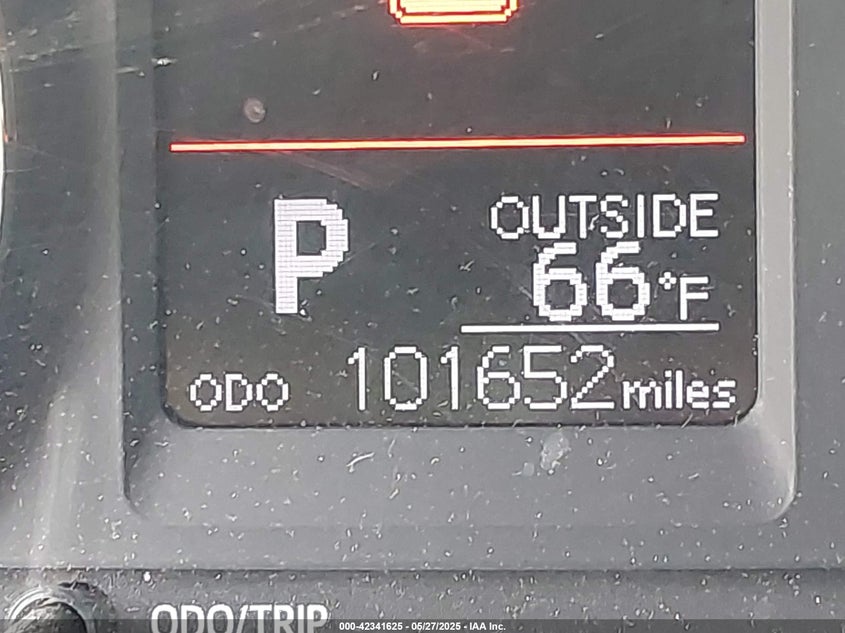 P
OUTSIDE
66°F
ODO 101652 miles
ODO/TRIP
000-42341625 - 05/27/2025 - IAA Inc.